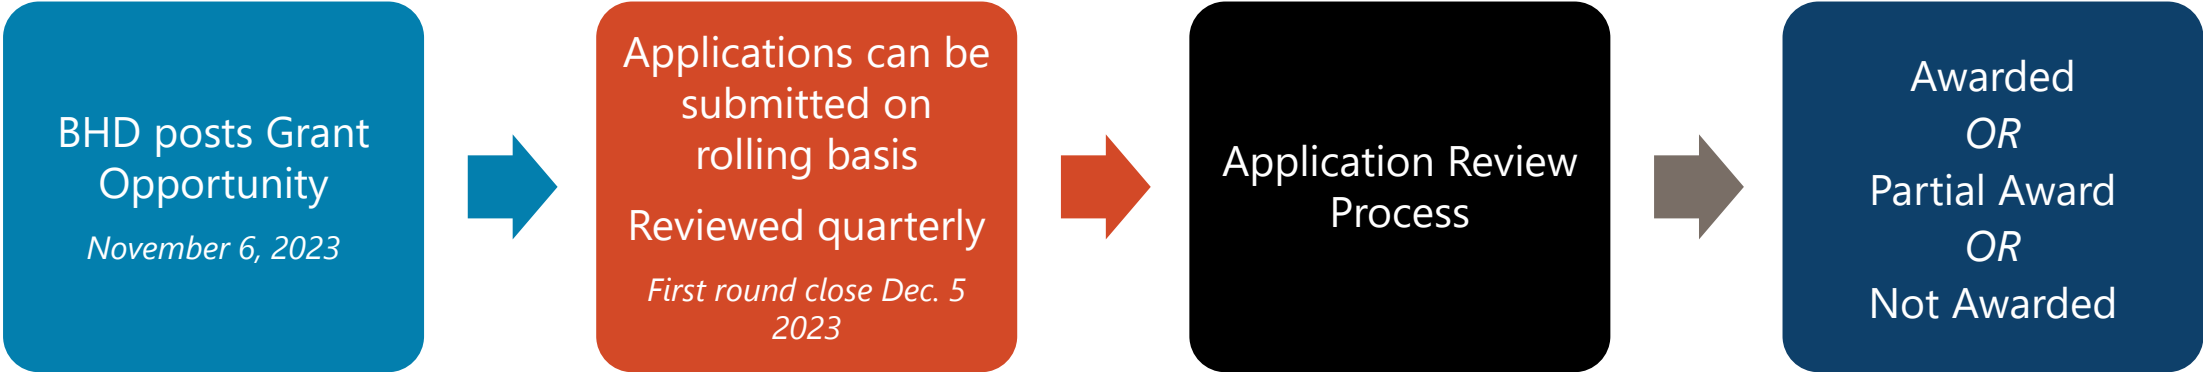 BHD posts Grant
Opportunity
November 6, 2023
Applications can be
submitted on
rolling basis
Reviewed quarterly
First round close Dec. 5
2023
Application Review
Process
Awarded
OR
Partial Award
OR
Not Awarded